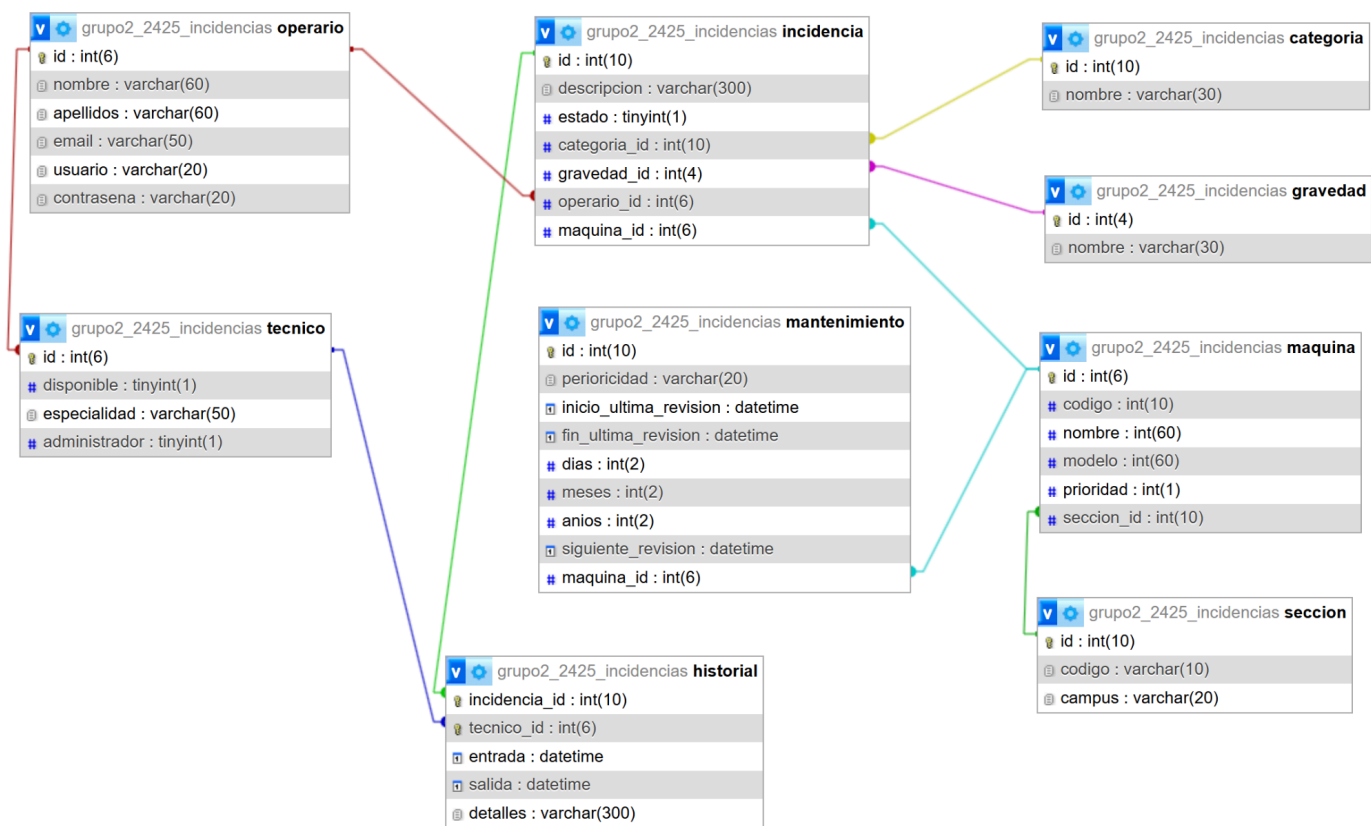 grupo2_2425_incidencias operario
id : int(6)
nombre : varchar(60)
apellidos : varchar(60)
email : varchar(50)
usuario : varchar(20)
contrasena : varchar(20)
grupo2_2425_incidencias incidencia
id : int(10)
descripcion : varchar(300)
estado : tinyint(1)
categoria_id : int(10)
gravedad_id : int(4)
operario_id : int(6)
maquina_id : int(6)
grupo2_2425_incidencias categoria
id : int(10)
nombre : varchar(30)
grupo2_2425_incidencias gravedad
id : int(4)
nombre : varchar(30)
grupo2_2425_incidencias tecnico
id : int(6)
disponible : tinyint(1)
especialidad : varchar(50)
administrador : tinyint(1)
grupo2_2425_incidencias mantenimiento
id : int(10)
perioricidad : varchar(20)
inicio_ultima_revision : datetime
fin_ultima_revision : datetime
dias : int(2)
meses : int(2)
anios : int(2)
siguiente_revision : datetime
maquina_id : int(6)
grupo2_2425_incidencias maquina
id : int(6)
codigo : int(10)
nombre : int(60)
modelo : int(60)
prioridad : int(1)
seccion_id : int(10)
grupo2_2425_incidencias seccion
id : int(10)
codigo : varchar(10)
campus : varchar(20)
grupo2_2425_incidencias historial
incidencia_id : int(10)
tecnico_id : int(6)
entrada : datetime
salida : datetime
detalles : varchar(300)